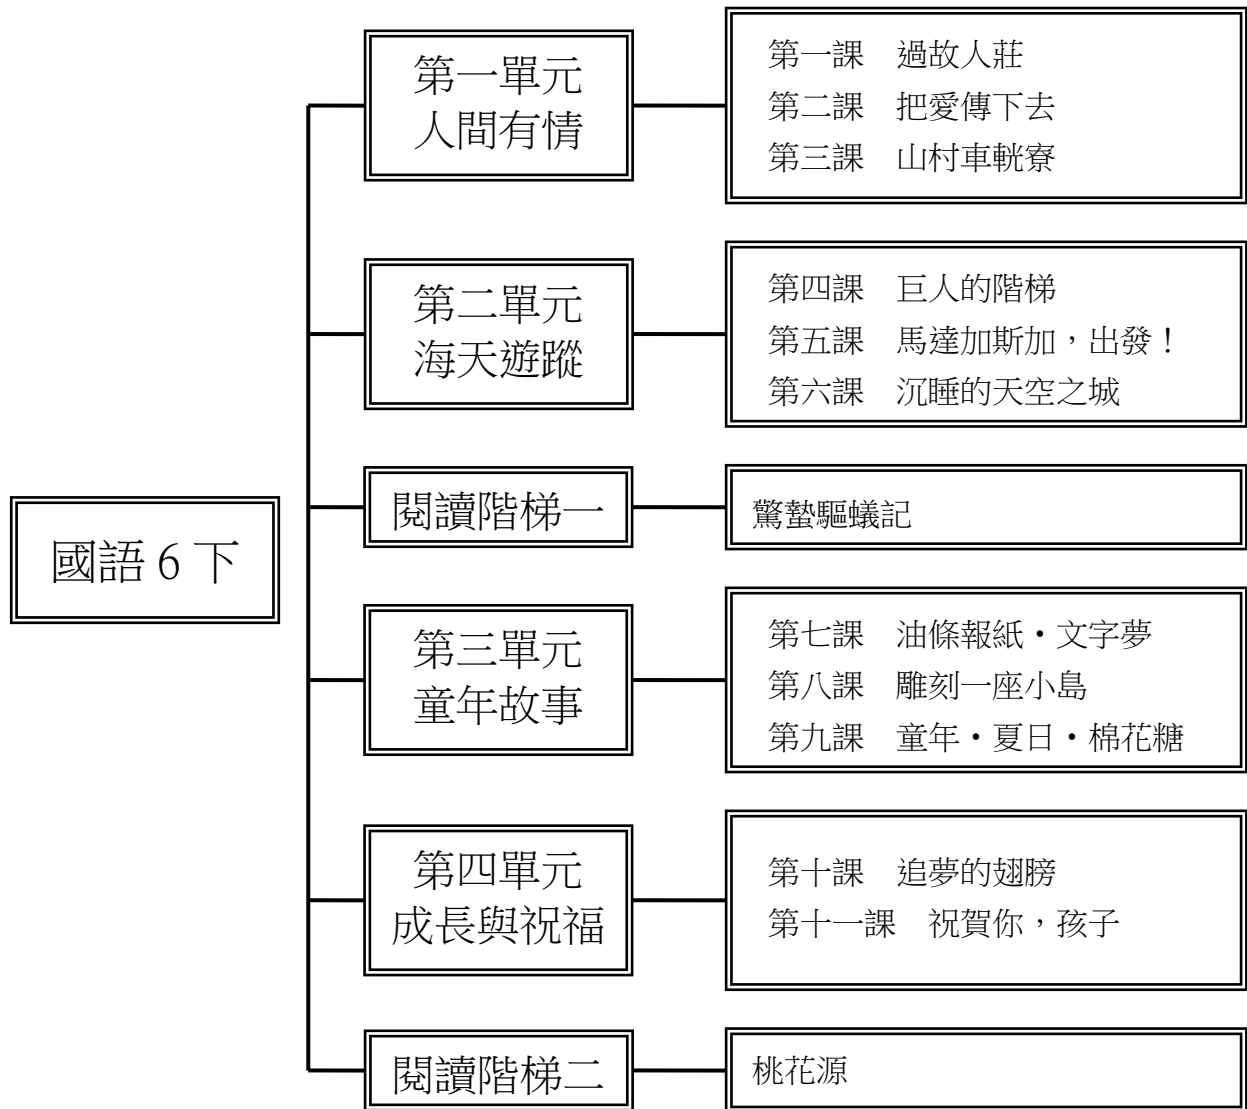 國語 6 下
第一單元
人間有情
第一課　過故人莊
第二課　把愛傳下去
第三課　山村車軏寮
第二單元
海天遊蹤
第四課　巨人的階梯
第五課　馬達加斯加，出發！
第六課　沉睡的天空之城
閱讀階梯一
驚蟄驅蟻記
第三單元
童年故事
第七課　油條報紙・文字夢
第八課　雕刻一座小島
第九課　童年・夏日・棉花糖
第四單元
成長與祝福
第十課　追夢的翅膀
第十一課　祝賀你，孩子
閱讀階梯二
桃花源